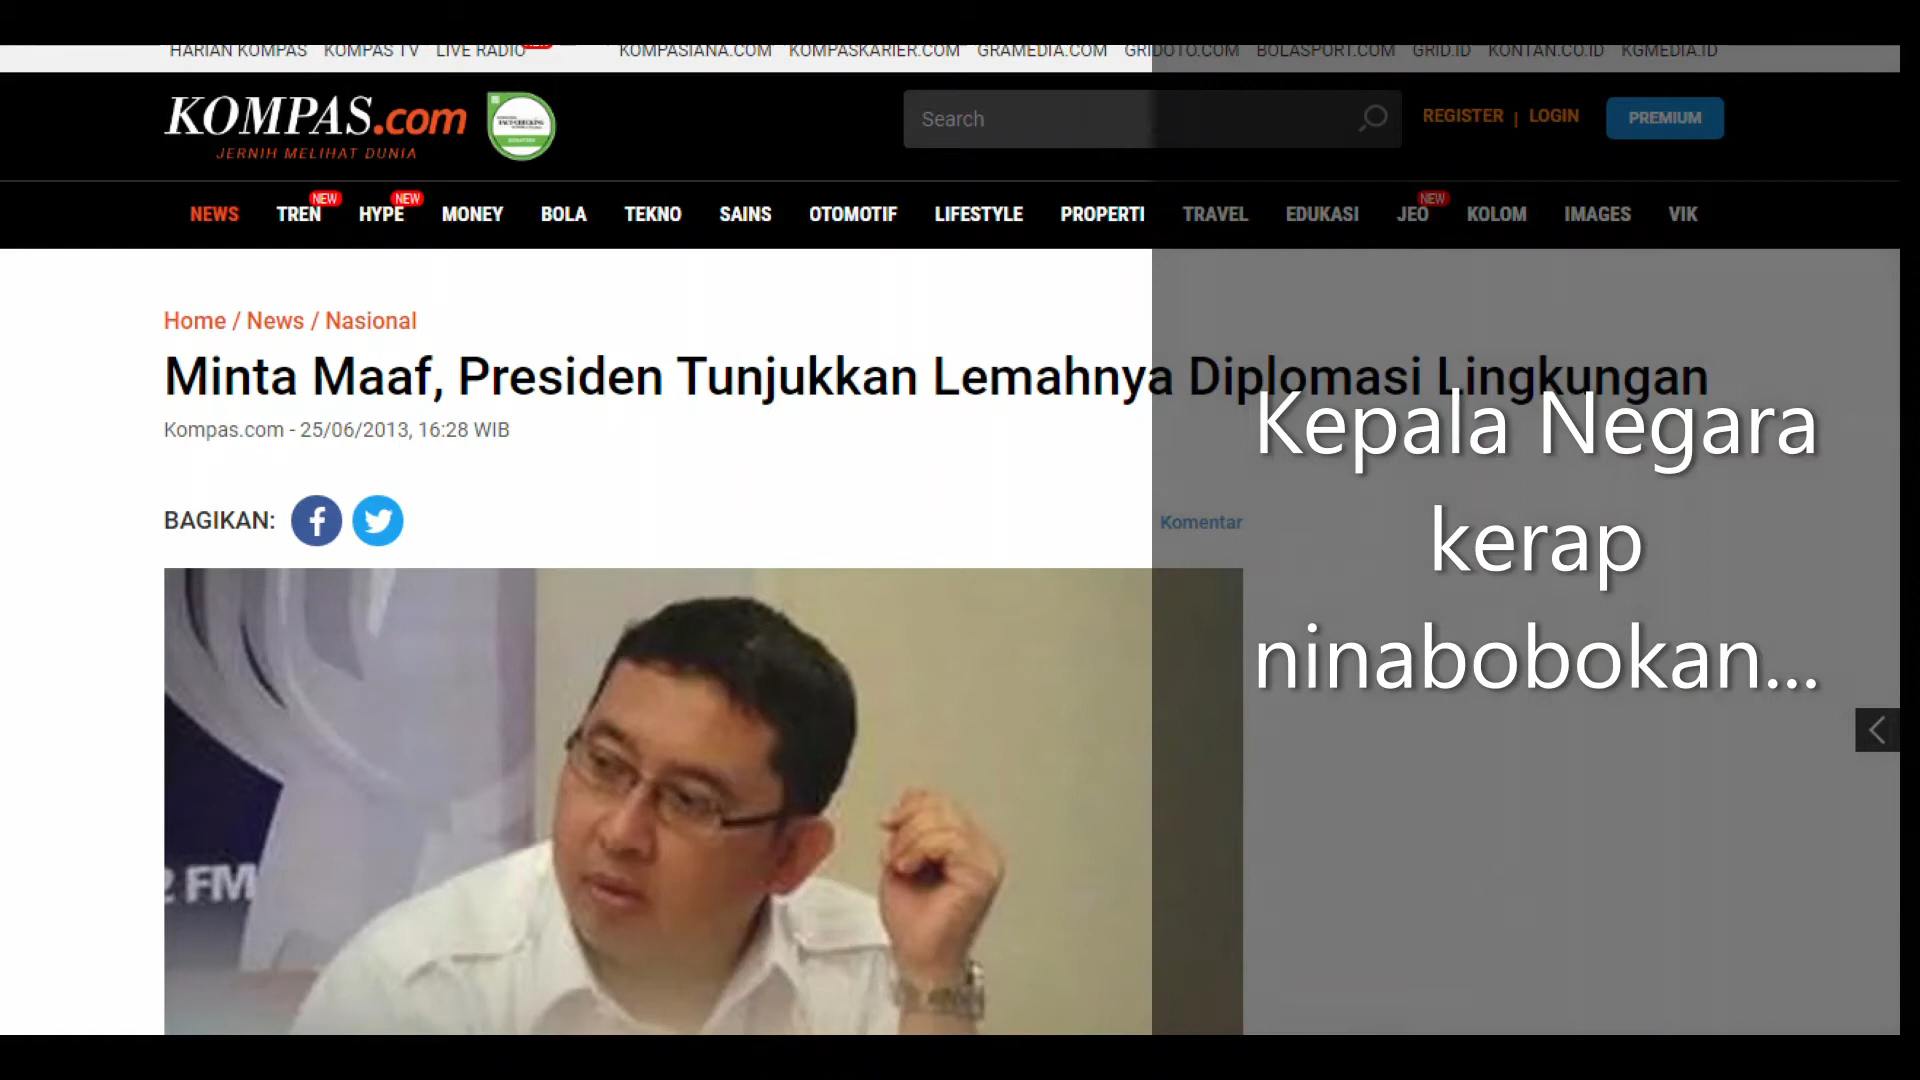 HARIAN KOMPAS KOMPAS TV LIVE RADIO KOMPASIANA.COM KOMPASKARIER.COM GRAMEDIA.COM GRIDOTO.COM BOLASPORT.COM GRID.ID KONTAN.CO.ID KGMEDIA.ID
KOMPAS.com
JERNIH MELIHAT DUNIA
FACT-CHECKING
Search
REGISTER | LOGIN
PREMIUM
NEW NEW NEW
NEWS TREN HYPE MONEY BOLA TEKNO SAINS OTOMOTIF LIFESTYLE PROPERTI TRAVEL EDUKASI JEO KOLOM IMAGES VIK
Home / News / Nasional
Minta Maaf, Presiden Tunjukkan Lemahnya Diplomasi Lingkungan
Kompas.com - 25/06/2013, 16:28 WIB
BAGIKAN:
Komentar
Kepala Negara
kerap
ninabobokan...
2 FM